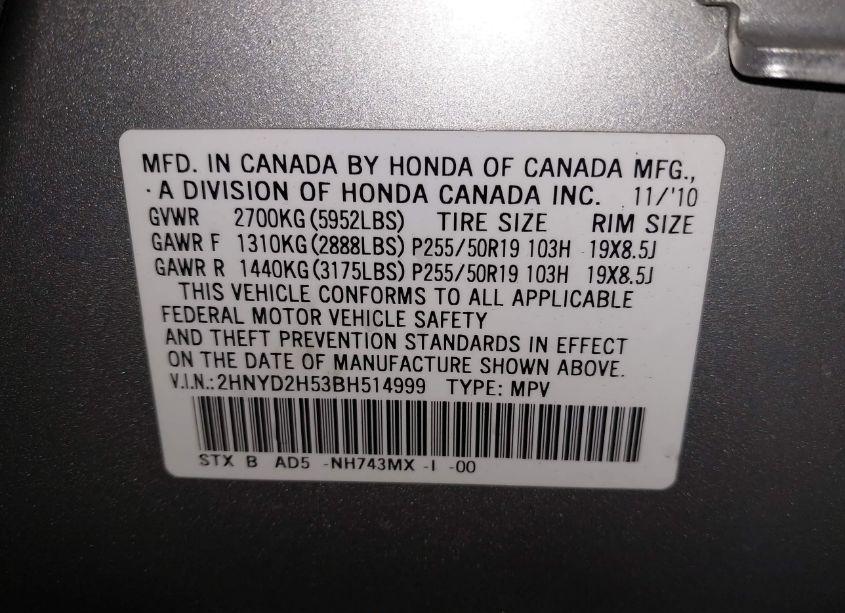 MFD. IN CANADA BY HONDA OF CANADA MFG.,
A DIVISION OF HONDA CANADA INC. 11/'10
GVWR 2700KG(5952LBS) TIRE SIZE RIM SIZE
GAWR F 1310KG(2888LBS) P255/50R19 103H 19X8.5J
GAWR R 1440KG(3175LBS) P255/50R19 103H 19X8.5J
THIS VEHICLE CONFORMS TO ALL APPLICABLE
FEDERAL MOTOR VEHICLE SAFETY
AND THEFT PREVENTION STANDARDS IN EFFECT
ON THE DATE OF MANUFACTURE SHOWN ABOVE.
V.I.N.:2HNYD2H53BH514999 TYPE: MPV
STX B AD5 -NH743MX -I -00